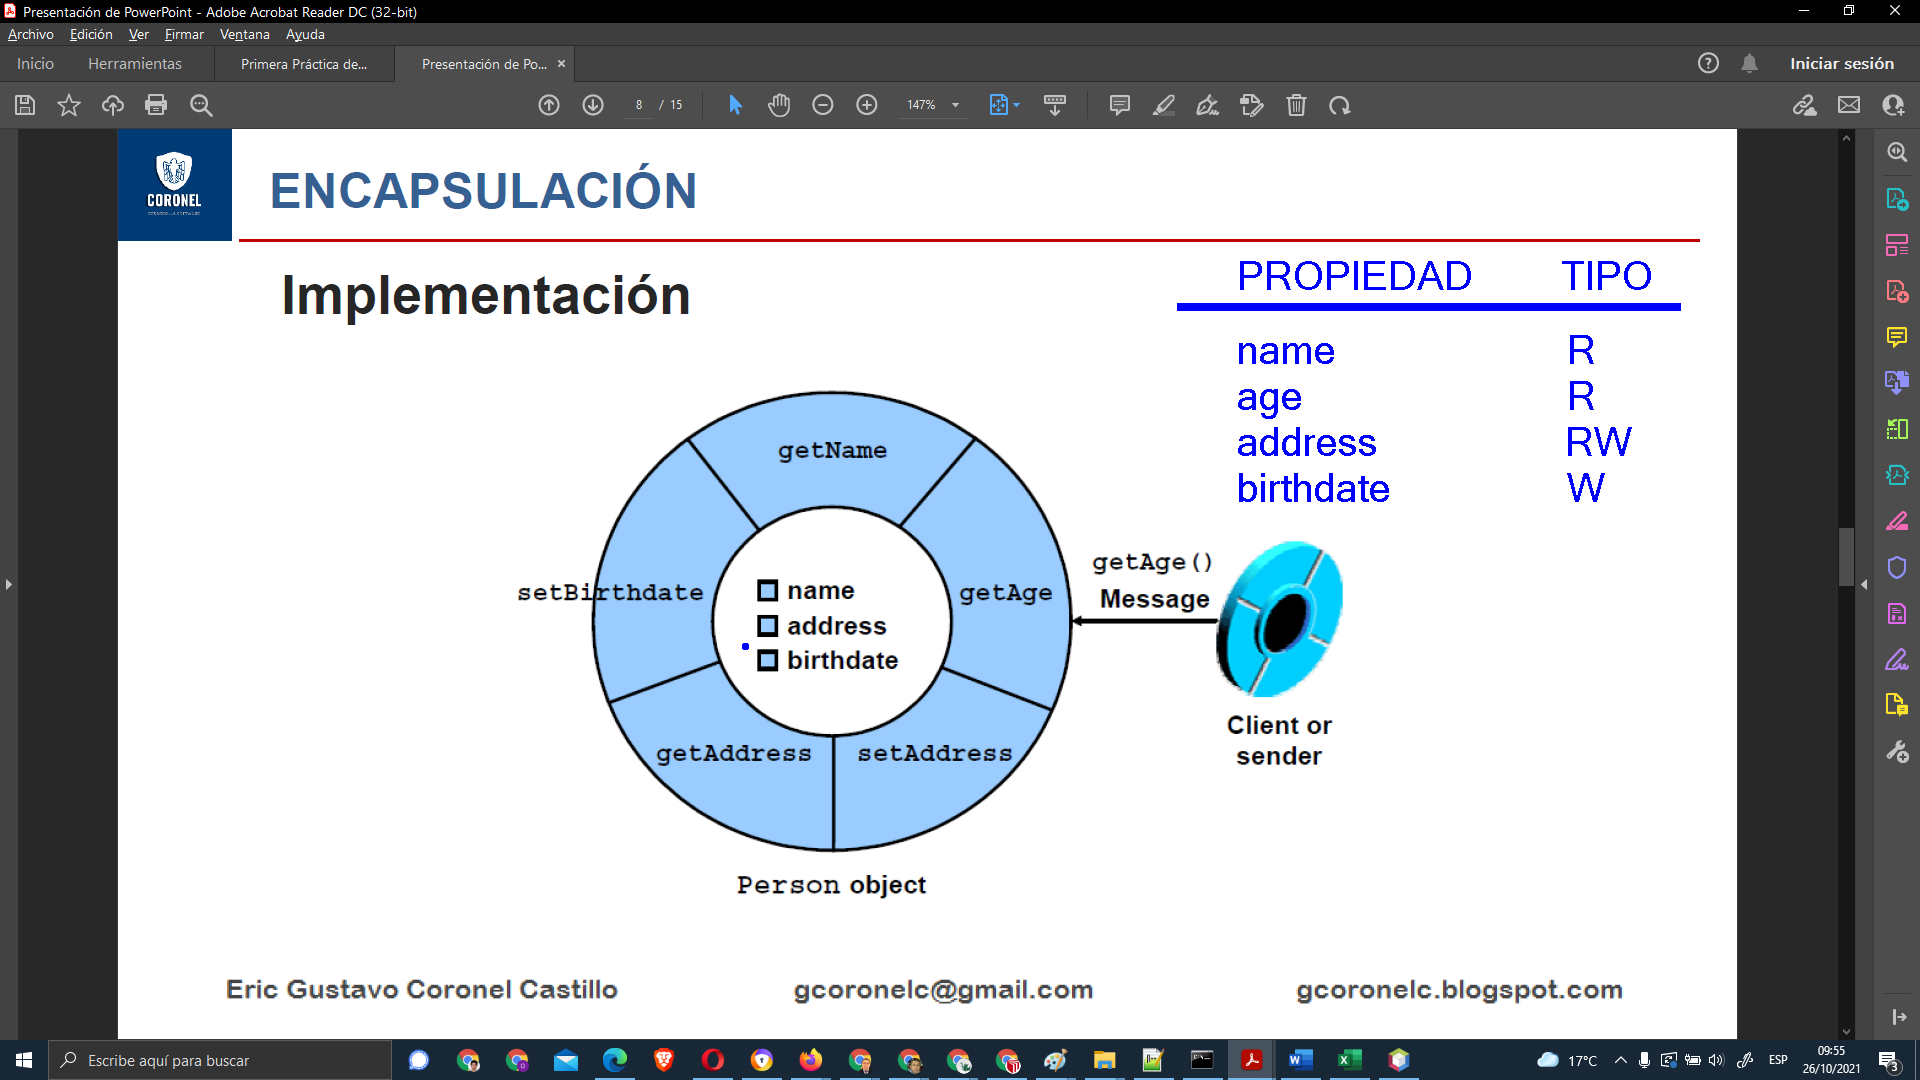 Presentación de PowerPoint - Adobe Acrobat Reader DC (32-bit)
Archivo Edición Ver Firmar Ventana Ayuda
Inicio Herramientas Primera Práctica de... Presentación de Po... × Iniciar sesión
8 / 15 147%
CORONEL
ENCAPSULACIÓN
Implementación
PROPIEDAD TIPO
name R
age R
address RW
birthdate W
getName
setBirthdate
getAge
getAddress
setAddress
name
address
birthdate
getAge()
Message
Client or
sender
Person object
Eric Gustavo Coronel Castillo gcoronelc@gmail.com gcoronelc.blogspot.com
Escribe aquí para buscar
17°C
ESP
09:55
26/10/2021
3